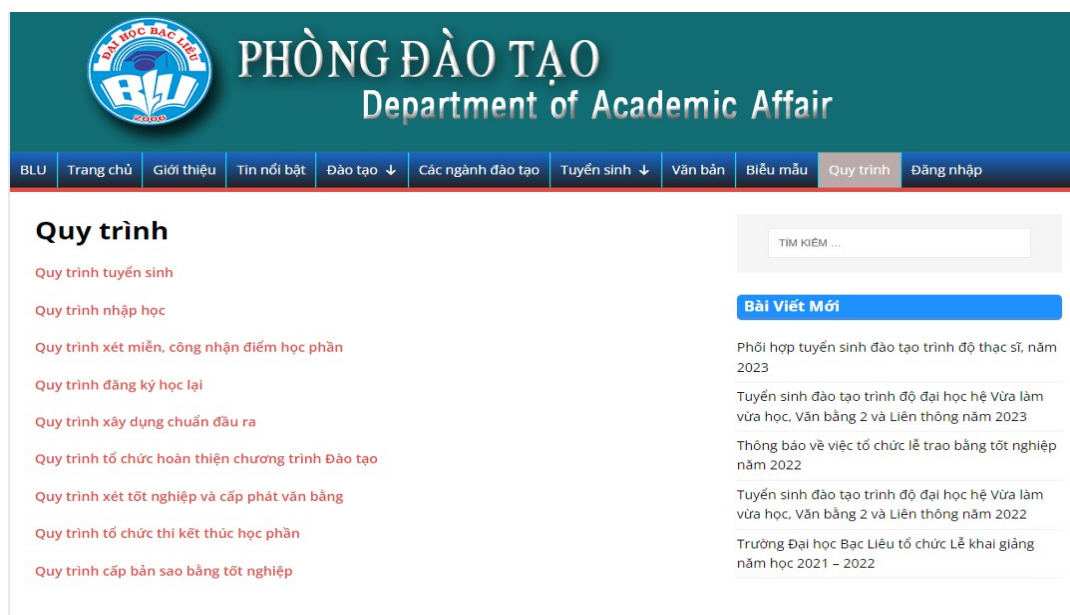 ĐẠI HỌC BẠC LIÊU
BLU
2006
PHÒNG ĐÀO TẠO
Department of Academic Affair
BLU Trang chủ Giới thiệu Tin nổi bật Đào tạo ↓ Các ngành đào tạo Tuyển sinh ↓ Văn bản Biễu mẫu Quy trình Đăng nhập
Quy trình
Quy trình tuyển sinh
Quy trình nhập học
Quy trình xét miễn, công nhận điểm học phần
Quy trình đăng ký học lại
Quy trình xây dụng chuẩn đầu ra
Quy trình tổ chức hoàn thiện chương trình Đào tạo
Quy trình xét tốt nghiệp và cấp phát văn bằng
Quy trình tổ chức thi kết thúc học phần
Quy trình cấp bản sao bằng tốt nghiệp
TÌM KIẾM ...
Bài Viết Mới
Phối hợp tuyển sinh đào tạo trình độ thạc sĩ, năm
2023
Tuyển sinh đào tạo trình độ đại học hệ Vừa làm
vừa học, Văn bằng 2 và Liên thông năm 2023
Thông báo về việc tổ chức lễ trao bằng tốt nghiệp
năm 2022
Tuyển sinh đào tạo trình độ đại học hệ Vừa làm
vừa học, Văn bằng 2 và Liên thông năm 2022
Trường Đại học Bạc Liêu tổ chức Lễ khai giảng
năm học 2021 – 2022